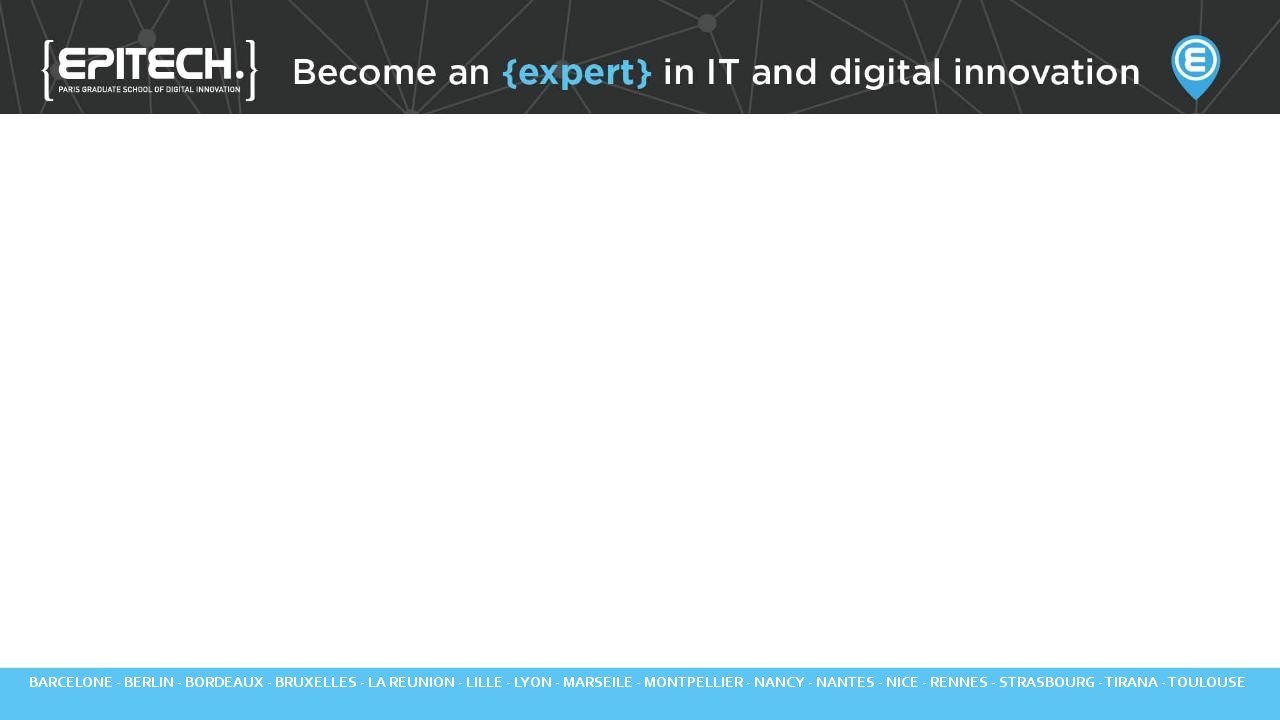 {EPITECH.}
PARIS GRADUATE SCHOOL OF DIGITAL INNOVATION
Become an {expert} in IT and digital innovation
BARCELONE - BERLIN - BORDEAUX - BRUXELLES - LA REUNION - LILLE - LYON - MARSEILE - MONTPELLIER - NANCY - NANTES - NICE - RENNES - STRASBOURG - TIRANA - TOULOUSE